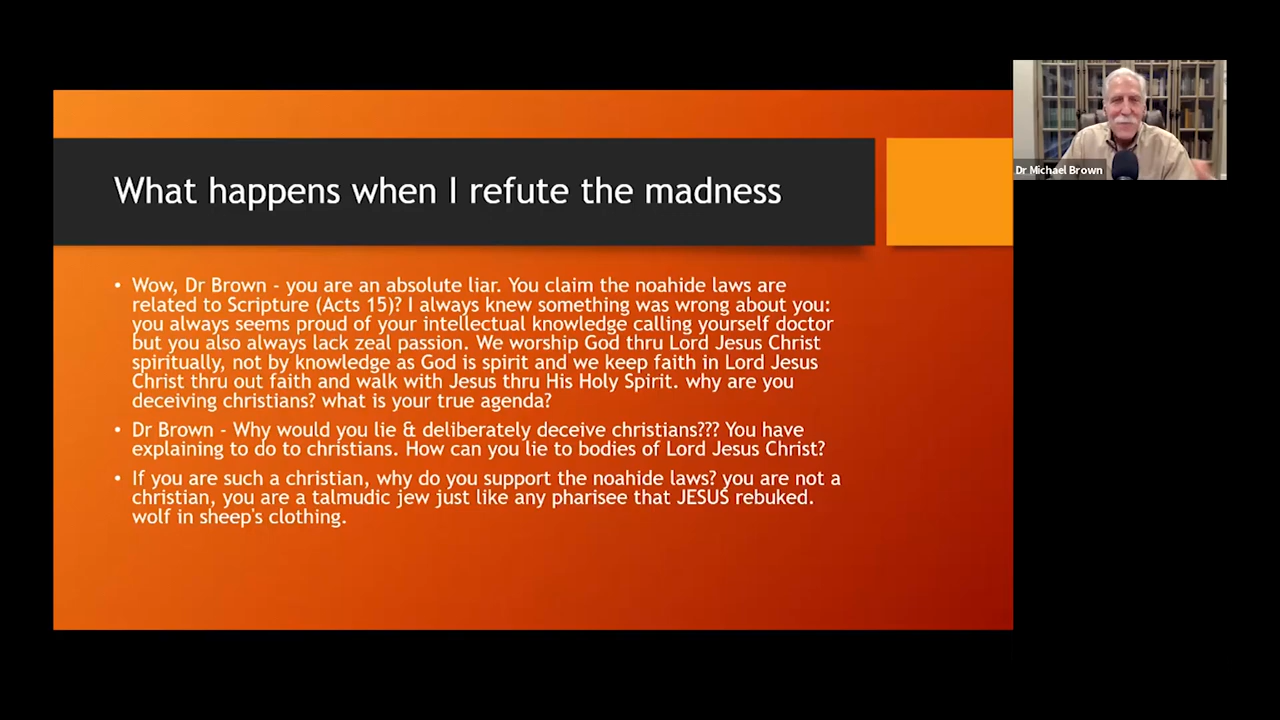 What happens when I refute the madness
• Wow, Dr Brown - you are an absolute liar. You claim the noahide laws are
related to Scripture (Acts 15)? I always knew something was wrong about you:
you always seems proud of your intellectual knowledge calling yourself doctor
but you also always lack zeal passion. We worship God thru Lord Jesus Christ
spiritually, not by knowledge as God is spirit and we keep faith in Lord Jesus
Christ thru out faith and walk with Jesus thru His Holy Spirit. why are you
deceiving christians? what is your true agenda?
• Dr Brown - Why would you lie & deliberately deceive christians??? You have
explaining to do to christians. How can you lie to bodies of Lord Jesus Christ?
• If you are such a christian, why do you support the noahide laws? you are not a
christian, you are a talmudic jew just like any pharisee that JESUS rebuked.
wolf in sheep's clothing.
Dr Michael Brown